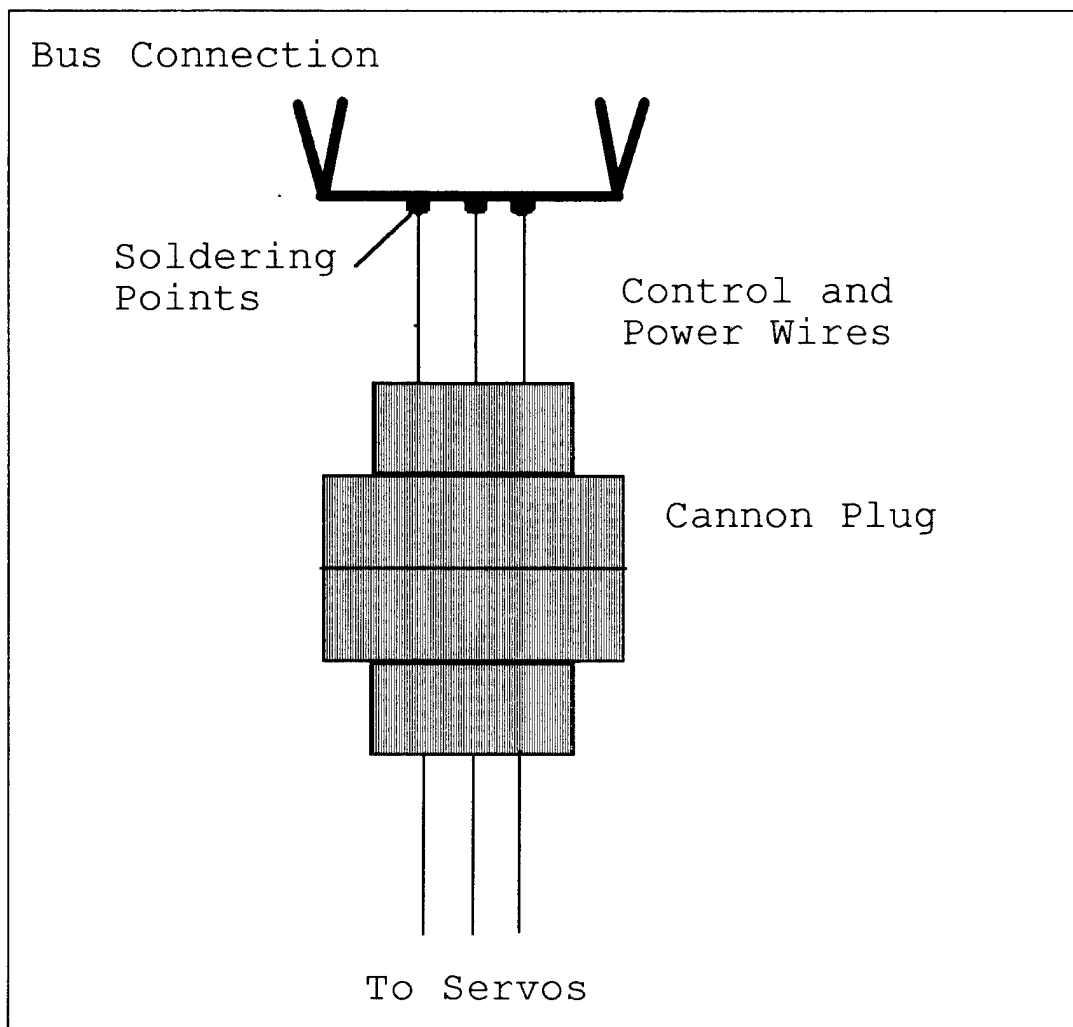 Bus Connection
Soldering
Points
Control and
Power Wires
Cannon Plug
To Servos